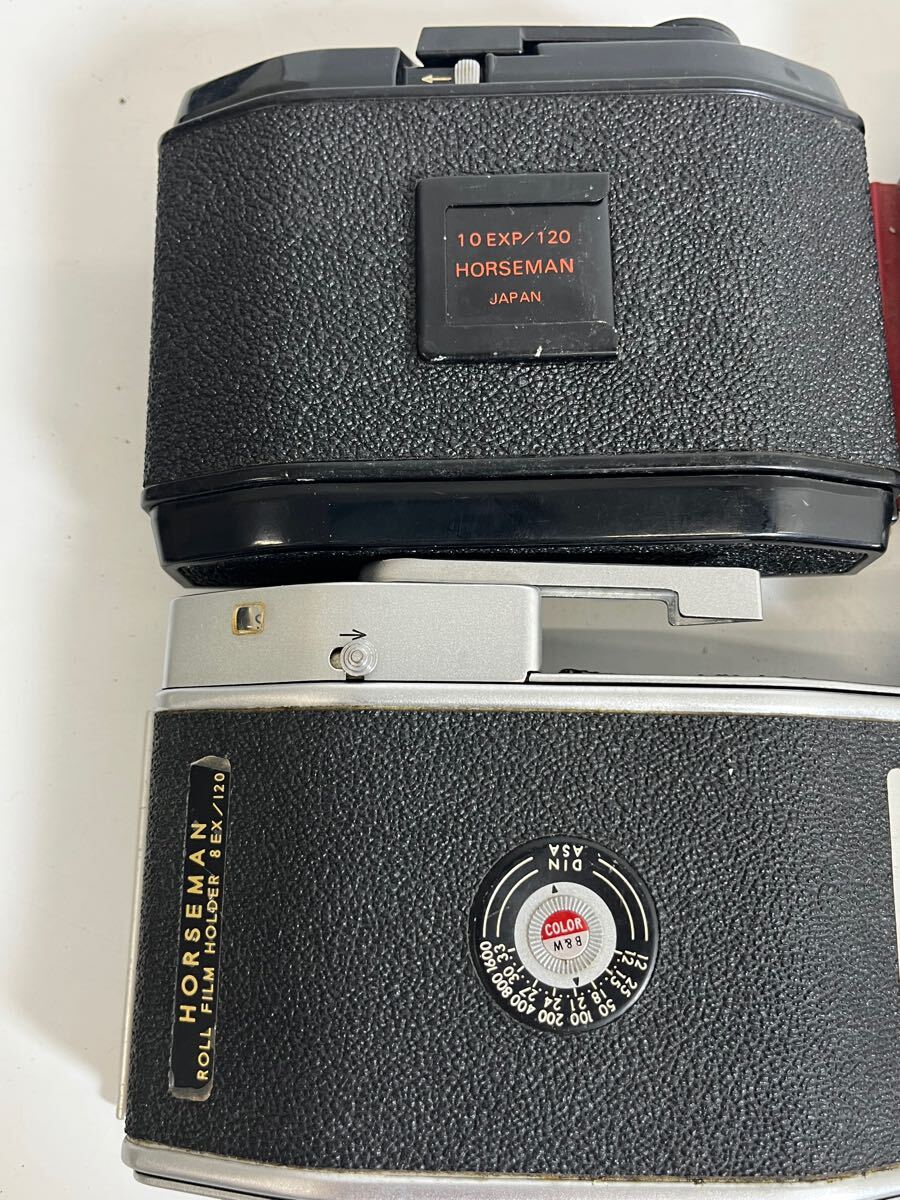 10 EXP/120
HORSEMAN
JAPAN
HORSEMAN
ROLL FILM HOLDER 8EX/120
DIN
ASA
COLOR
B&W
12 25 50 100 200 400 800 1600
12 15 18 21 24 27 30 33